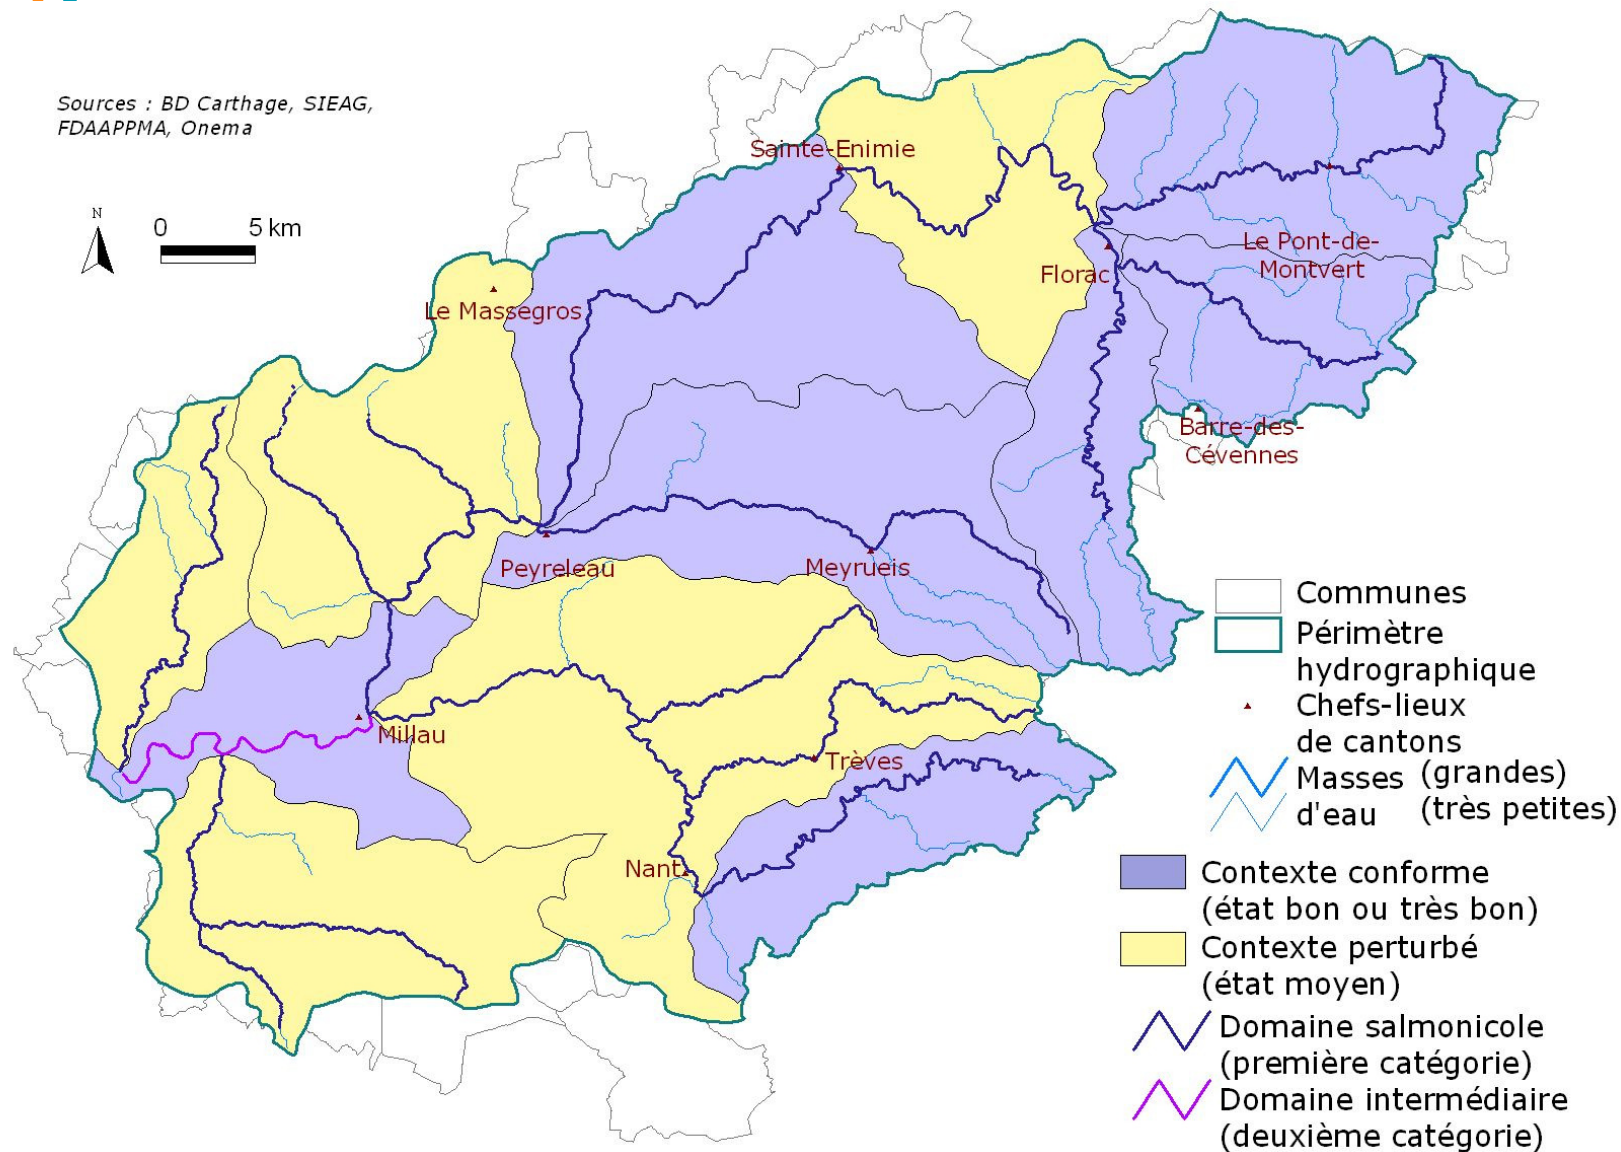 Sources : BD Carthage, SIEAG,
FDAAPPMA, Onema
N
0 5 km
Sainte-Enimie
Le Pont-de-
Montvert
Florac
Le Massegros
Barre-des-
Cévennes
Peyreleau
Meyrueis
Millau
Trèves
Nant
Communes
Périmètre
hydrographique
Chefs-lieux
de cantons
Masses (grandes)
d'eau (très petites)
Contexte conforme
(état bon ou très bon)
Contexte perturbé
(état moyen)
Domaine salmonicole
(première catégorie)
Domaine intermédiaire
(deuxième catégorie)